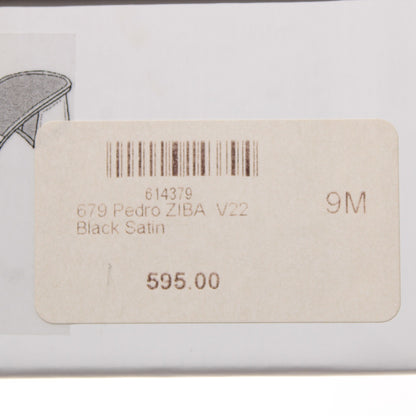 614379
679 Pedro ZIBA V22
9M
Black Satin
595.00